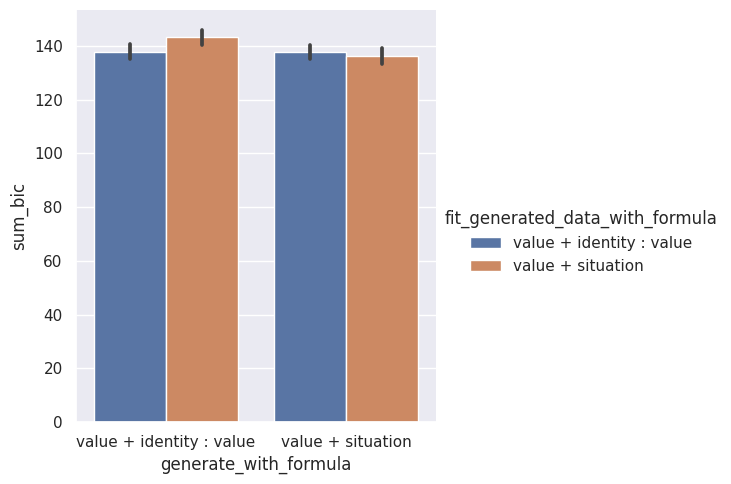 140
120
100
80
60
40
20
0
sum_bic
value + identity : value
value + situation
generate_with_formula
fit_generated_data_with_formula
value + identity : value
value + situation